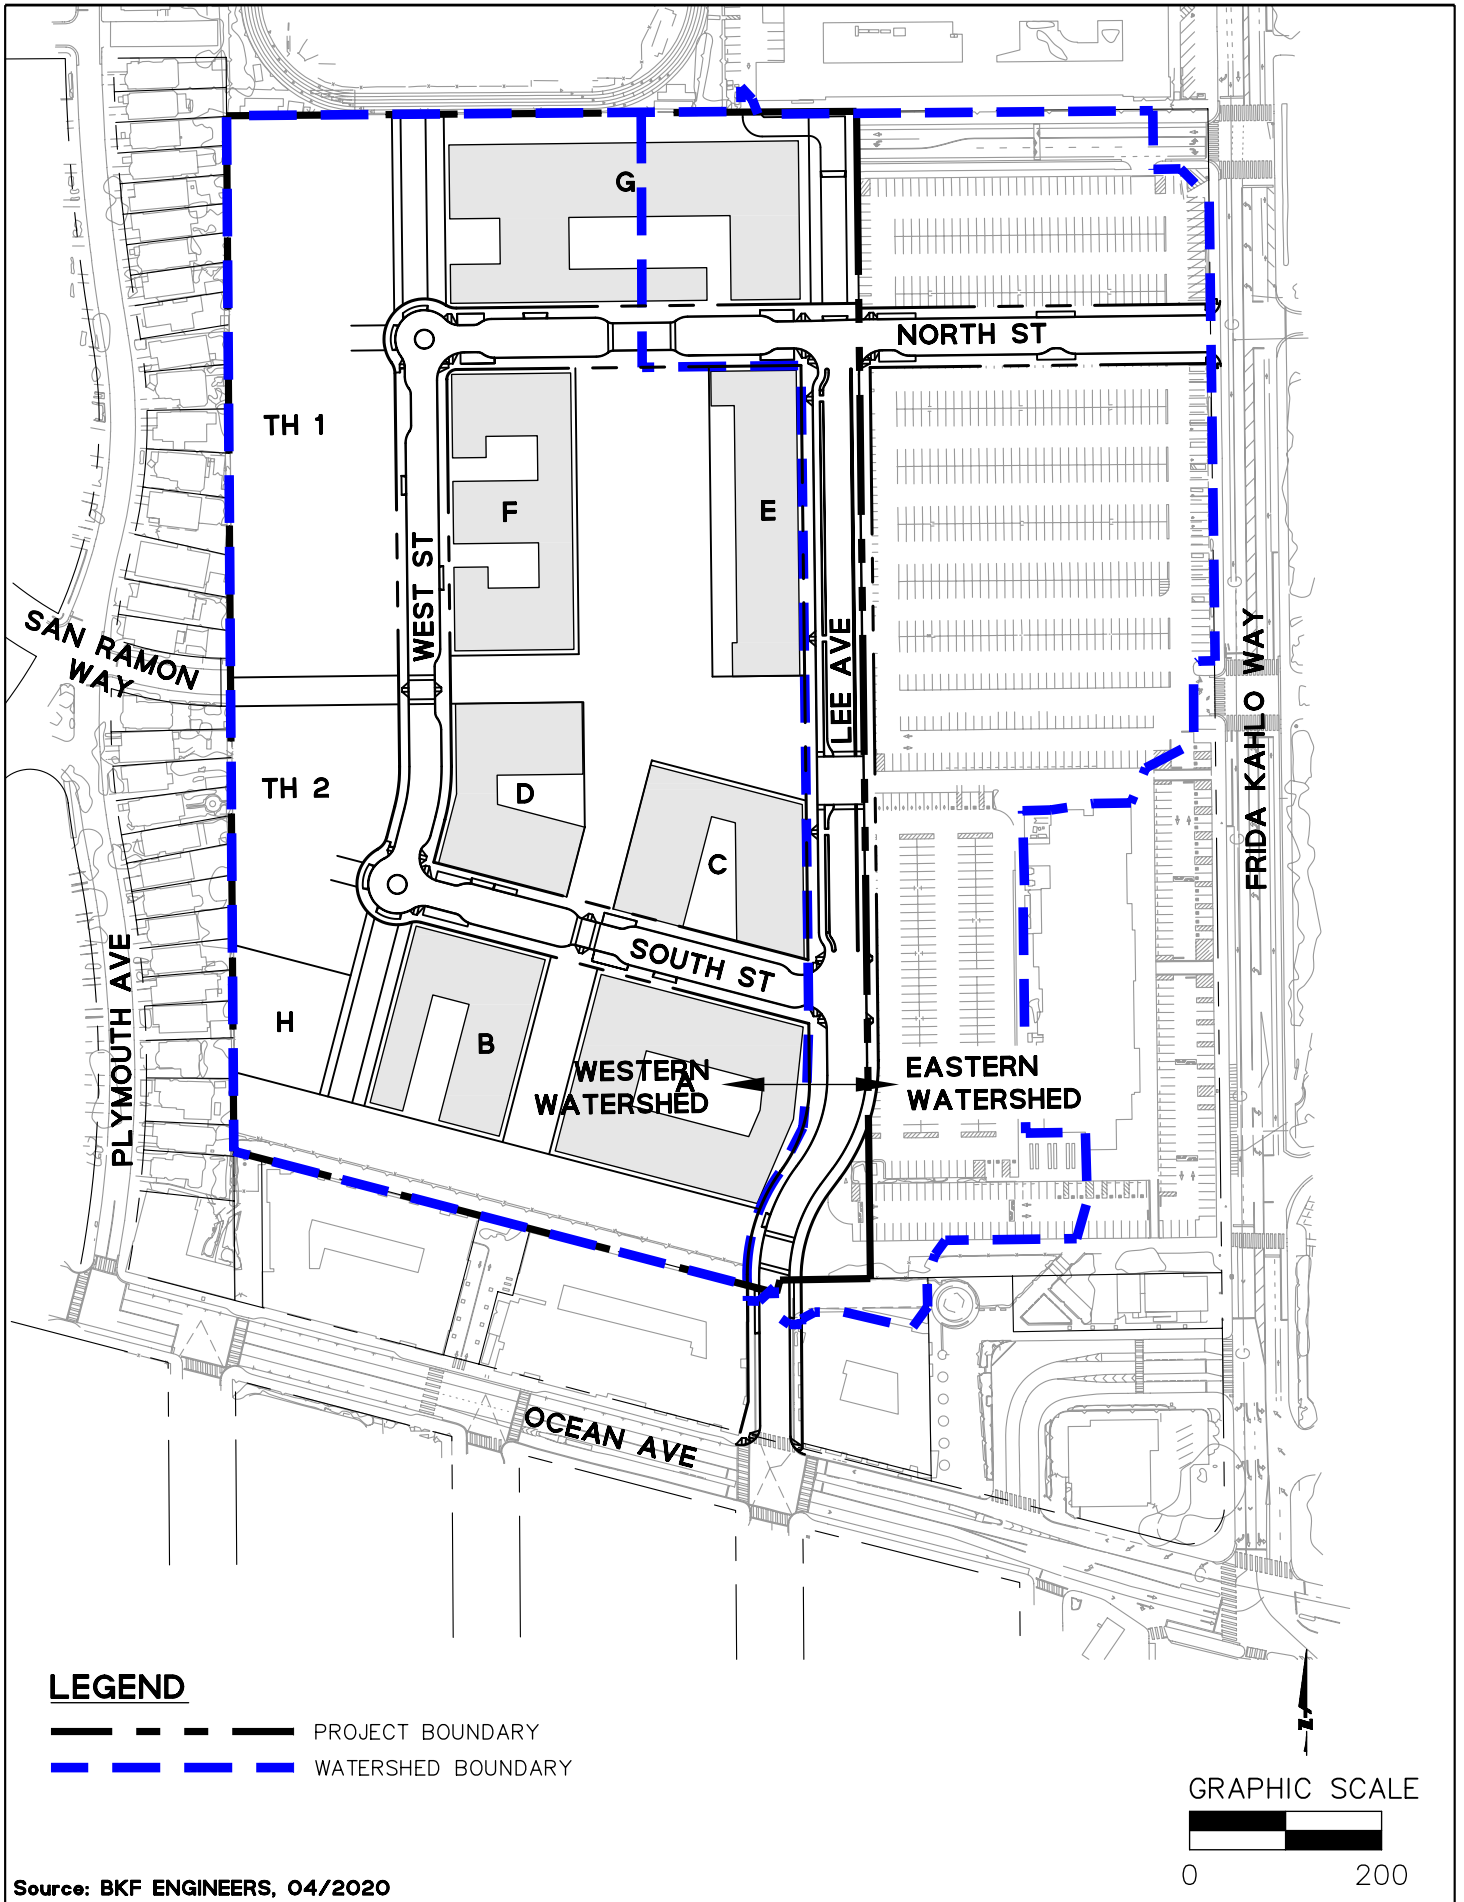 G
NORTH ST
TH 1
F
E
WEST ST
SAN RAMON
WAY
LEE AVE
FRIDA KAHLO WAY
TH 2
D
C
SOUTH ST
PLYMOUTH AVE
H
B
A
WESTERN
WATERSHED
EASTERN
WATERSHED
OCEAN AVE
LEGEND
PROJECT BOUNDARY
WATERSHED BOUNDARY
Z
GRAPHIC SCALE
0 200
Source: BKF ENGINEERS, 04/2020